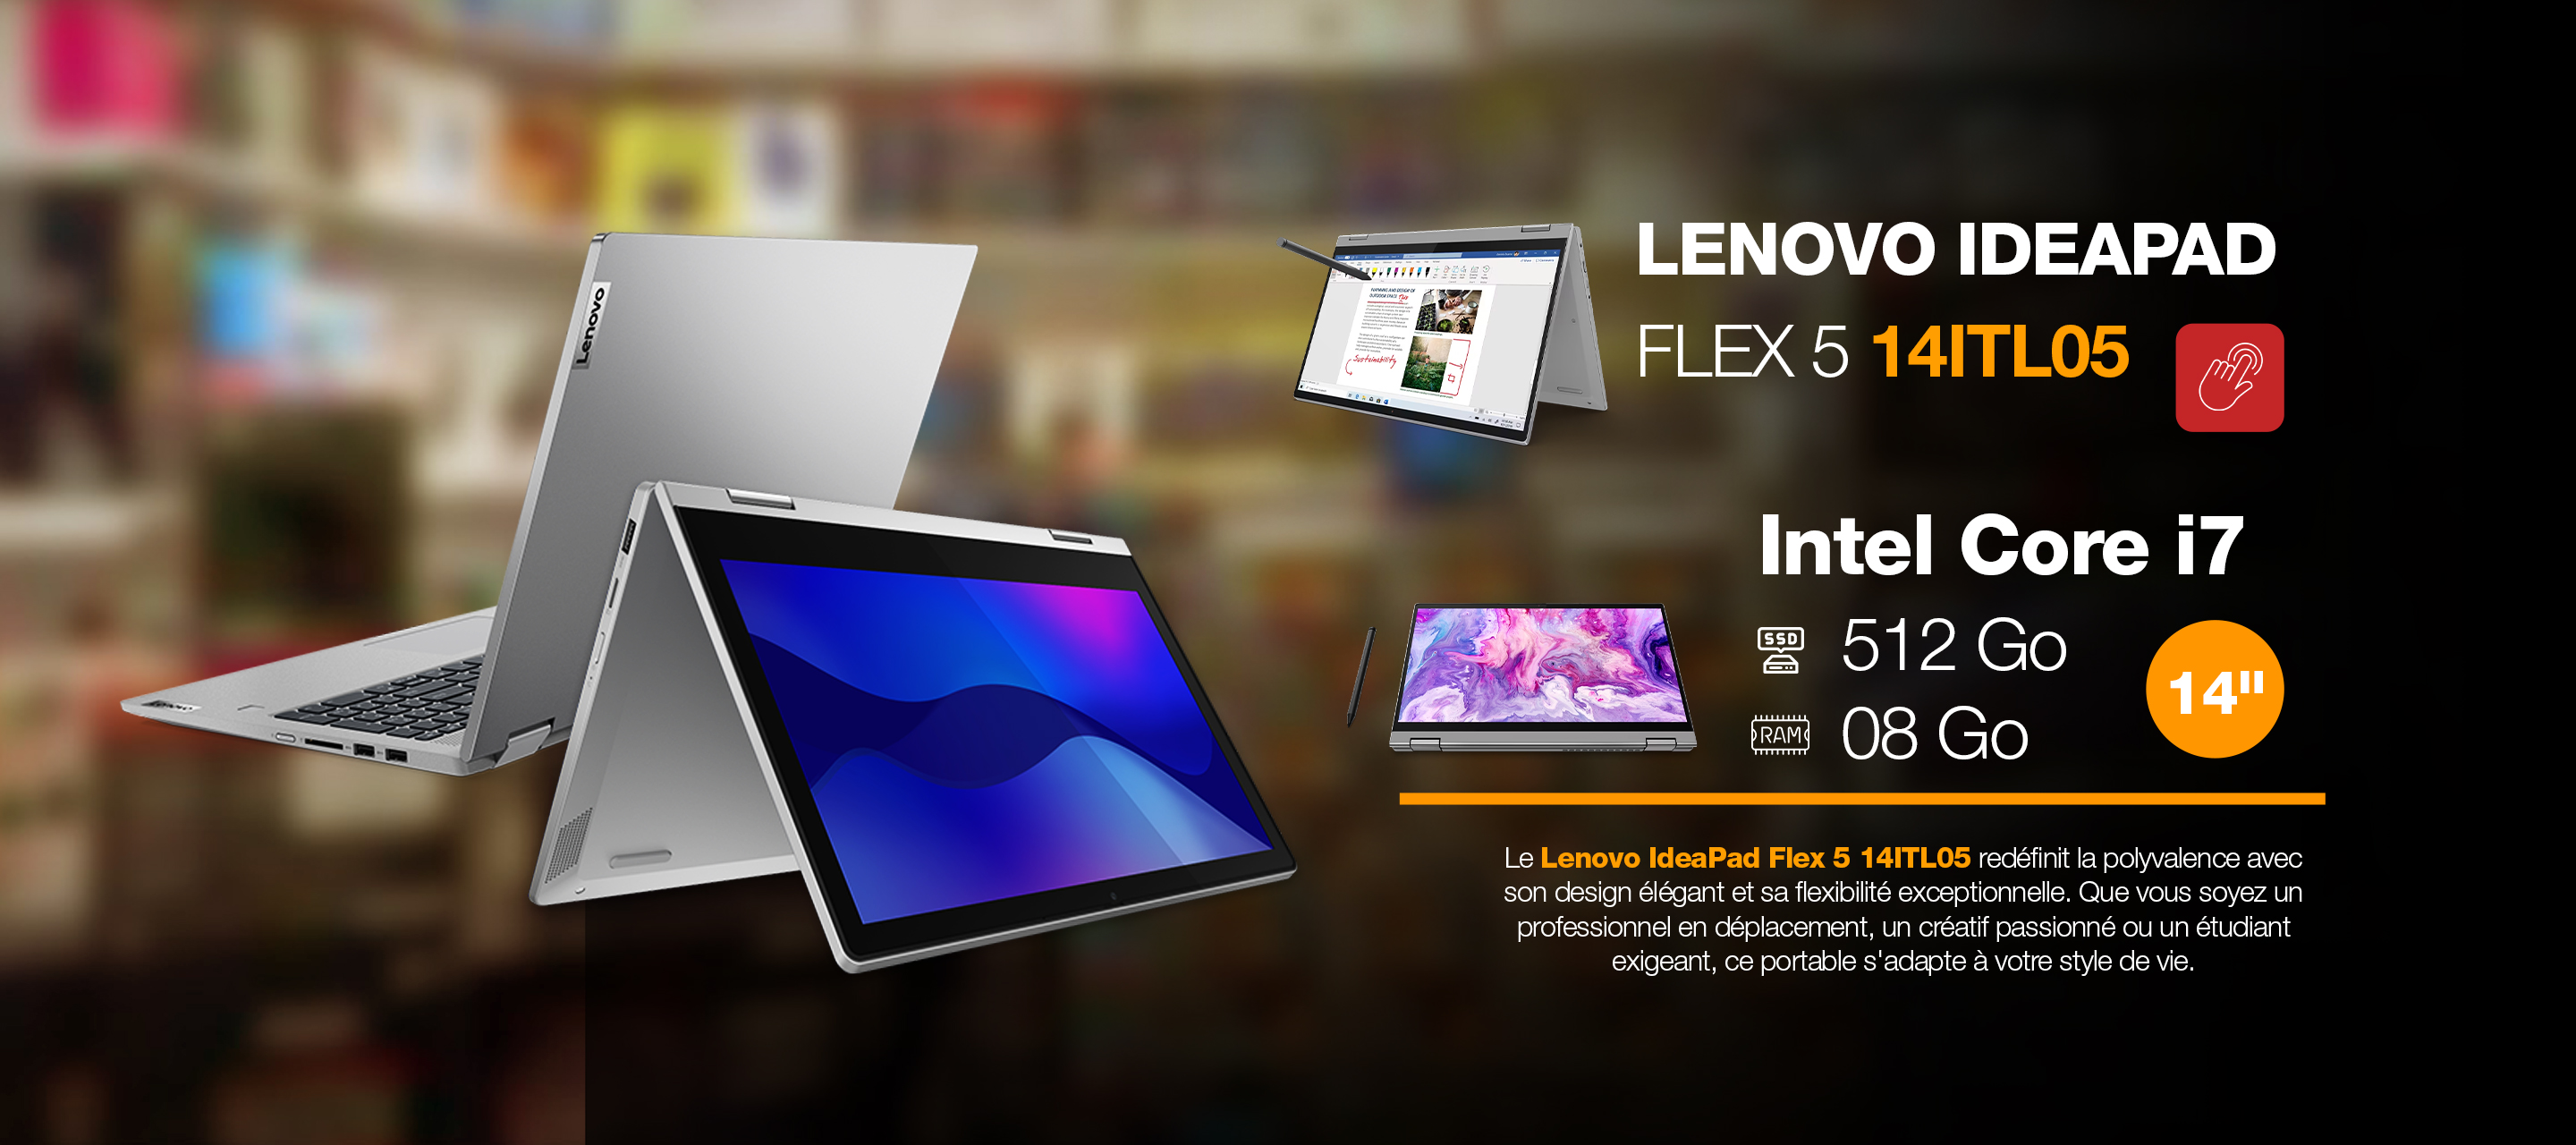 LENOVO IDEAPAD
FLEX 5 14ITL05
Lenovo
Sustainability
Intel Core i7
SSD 512 Go
RAM 08 Go
14"
Le Lenovo IdeaPad Flex 5 14ITL05 redéfinit la polyvalence avec
son design élégant et sa flexibilité exceptionnelle. Que vous soyez un
professionnel en déplacement, un créatif passionné ou un étudiant
exigeant, ce portable s'adapte à votre style de vie.